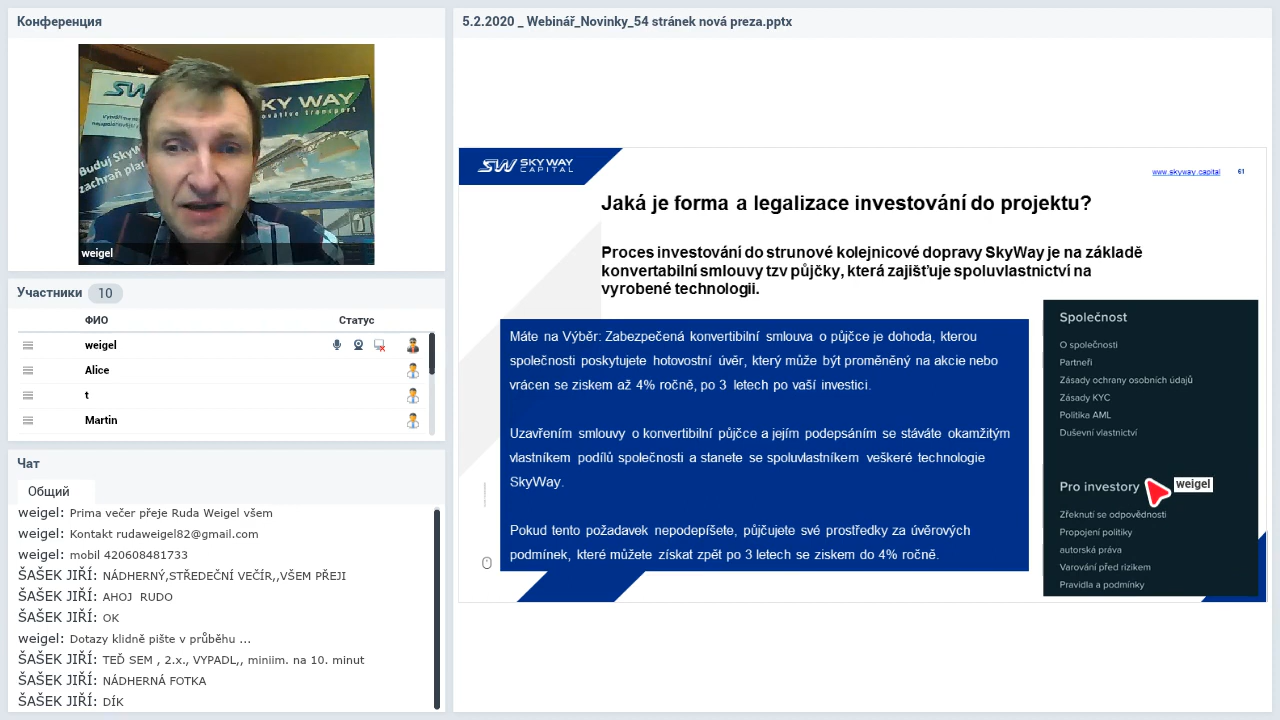 Конференция
SW
SKY WAY
Buduj SkyW
zachraň plan
weigel
Участники 10
ФИО Статус
weigel
Alice
t
Martin
Чат
Общий
weigel: Prima večer přeje Ruda Weigel všem
weigel: Kontakt rudaweigel82@gmail.com
weigel: mobil 420608481733
ŠAŠEK JIŘÍ: NÁDHERNÝ,STŘEDEČNÍ VEČÍR,,VŠEM PŘEJI
ŠAŠEK JIŘÍ: AHOJ RUDO
ŠAŠEK JIŘÍ: OK
weigel: Dotazy klidně pište v průběhu ...
ŠAŠEK JIŘÍ: TEĎ SEM , 2.x., VYPADL,, miniim. na 10. minut
ŠAŠEK JIŘÍ: NÁDHERNÁ FOTKA
ŠAŠEK JIŘÍ: DÍK
5.2.2020 _ Webinář_Novinky_54 stránek nová preza.pptx
SW SKY WAY
CAPITAL
www.skyway.capital 61
Jaká je forma a legalizace investování do projektu?
Proces investování do strunové kolejnicové dopravy SkyWay je na základě
konvertabilní smlouvy tzv půjčky, která zajišťuje spoluvlastnictví na
vyrobené technologii.
Máte na Výběr: Zabezpečená konvertibilní smlouva o půjčce je dohoda, kterou
společnosti poskytujete hotovostní úvěr, který může být proměněný na akcie nebo
vrácen se ziskem až 4% ročně, po 3 letech po vaší investici.
Uzavřením smlouvy o konvertibilní půjčce a jejím podepsáním se stáváte okamžitým
vlastníkem podílů společnosti a stanete se spoluvlastníkem veškeré technologie
SkyWay.
Pokud tento požadavek nepodepíšete, půjčujete své prostředky za úvěrových
podmínek, které můžete získat zpět po 3 letech se ziskem do 4% ročně.
Společnost
O společnosti
Partneři
Zásady ochrany osobních údajů
Zásady KYC
Politika AML
Duševní vlastnictví
Pro investory
weigel
Zřeknutí se odpovědnosti
Propojení politiky
autorská práva
Varování před rizikem
Pravidla a podmínky